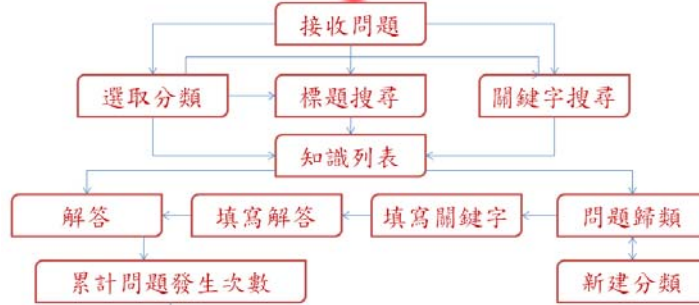 接收問題
選取分類 標題搜尋 關鍵字搜尋
知識列表
解答 填寫解答 填寫關鍵字 問題歸類
累計問題發生次數 新建分類